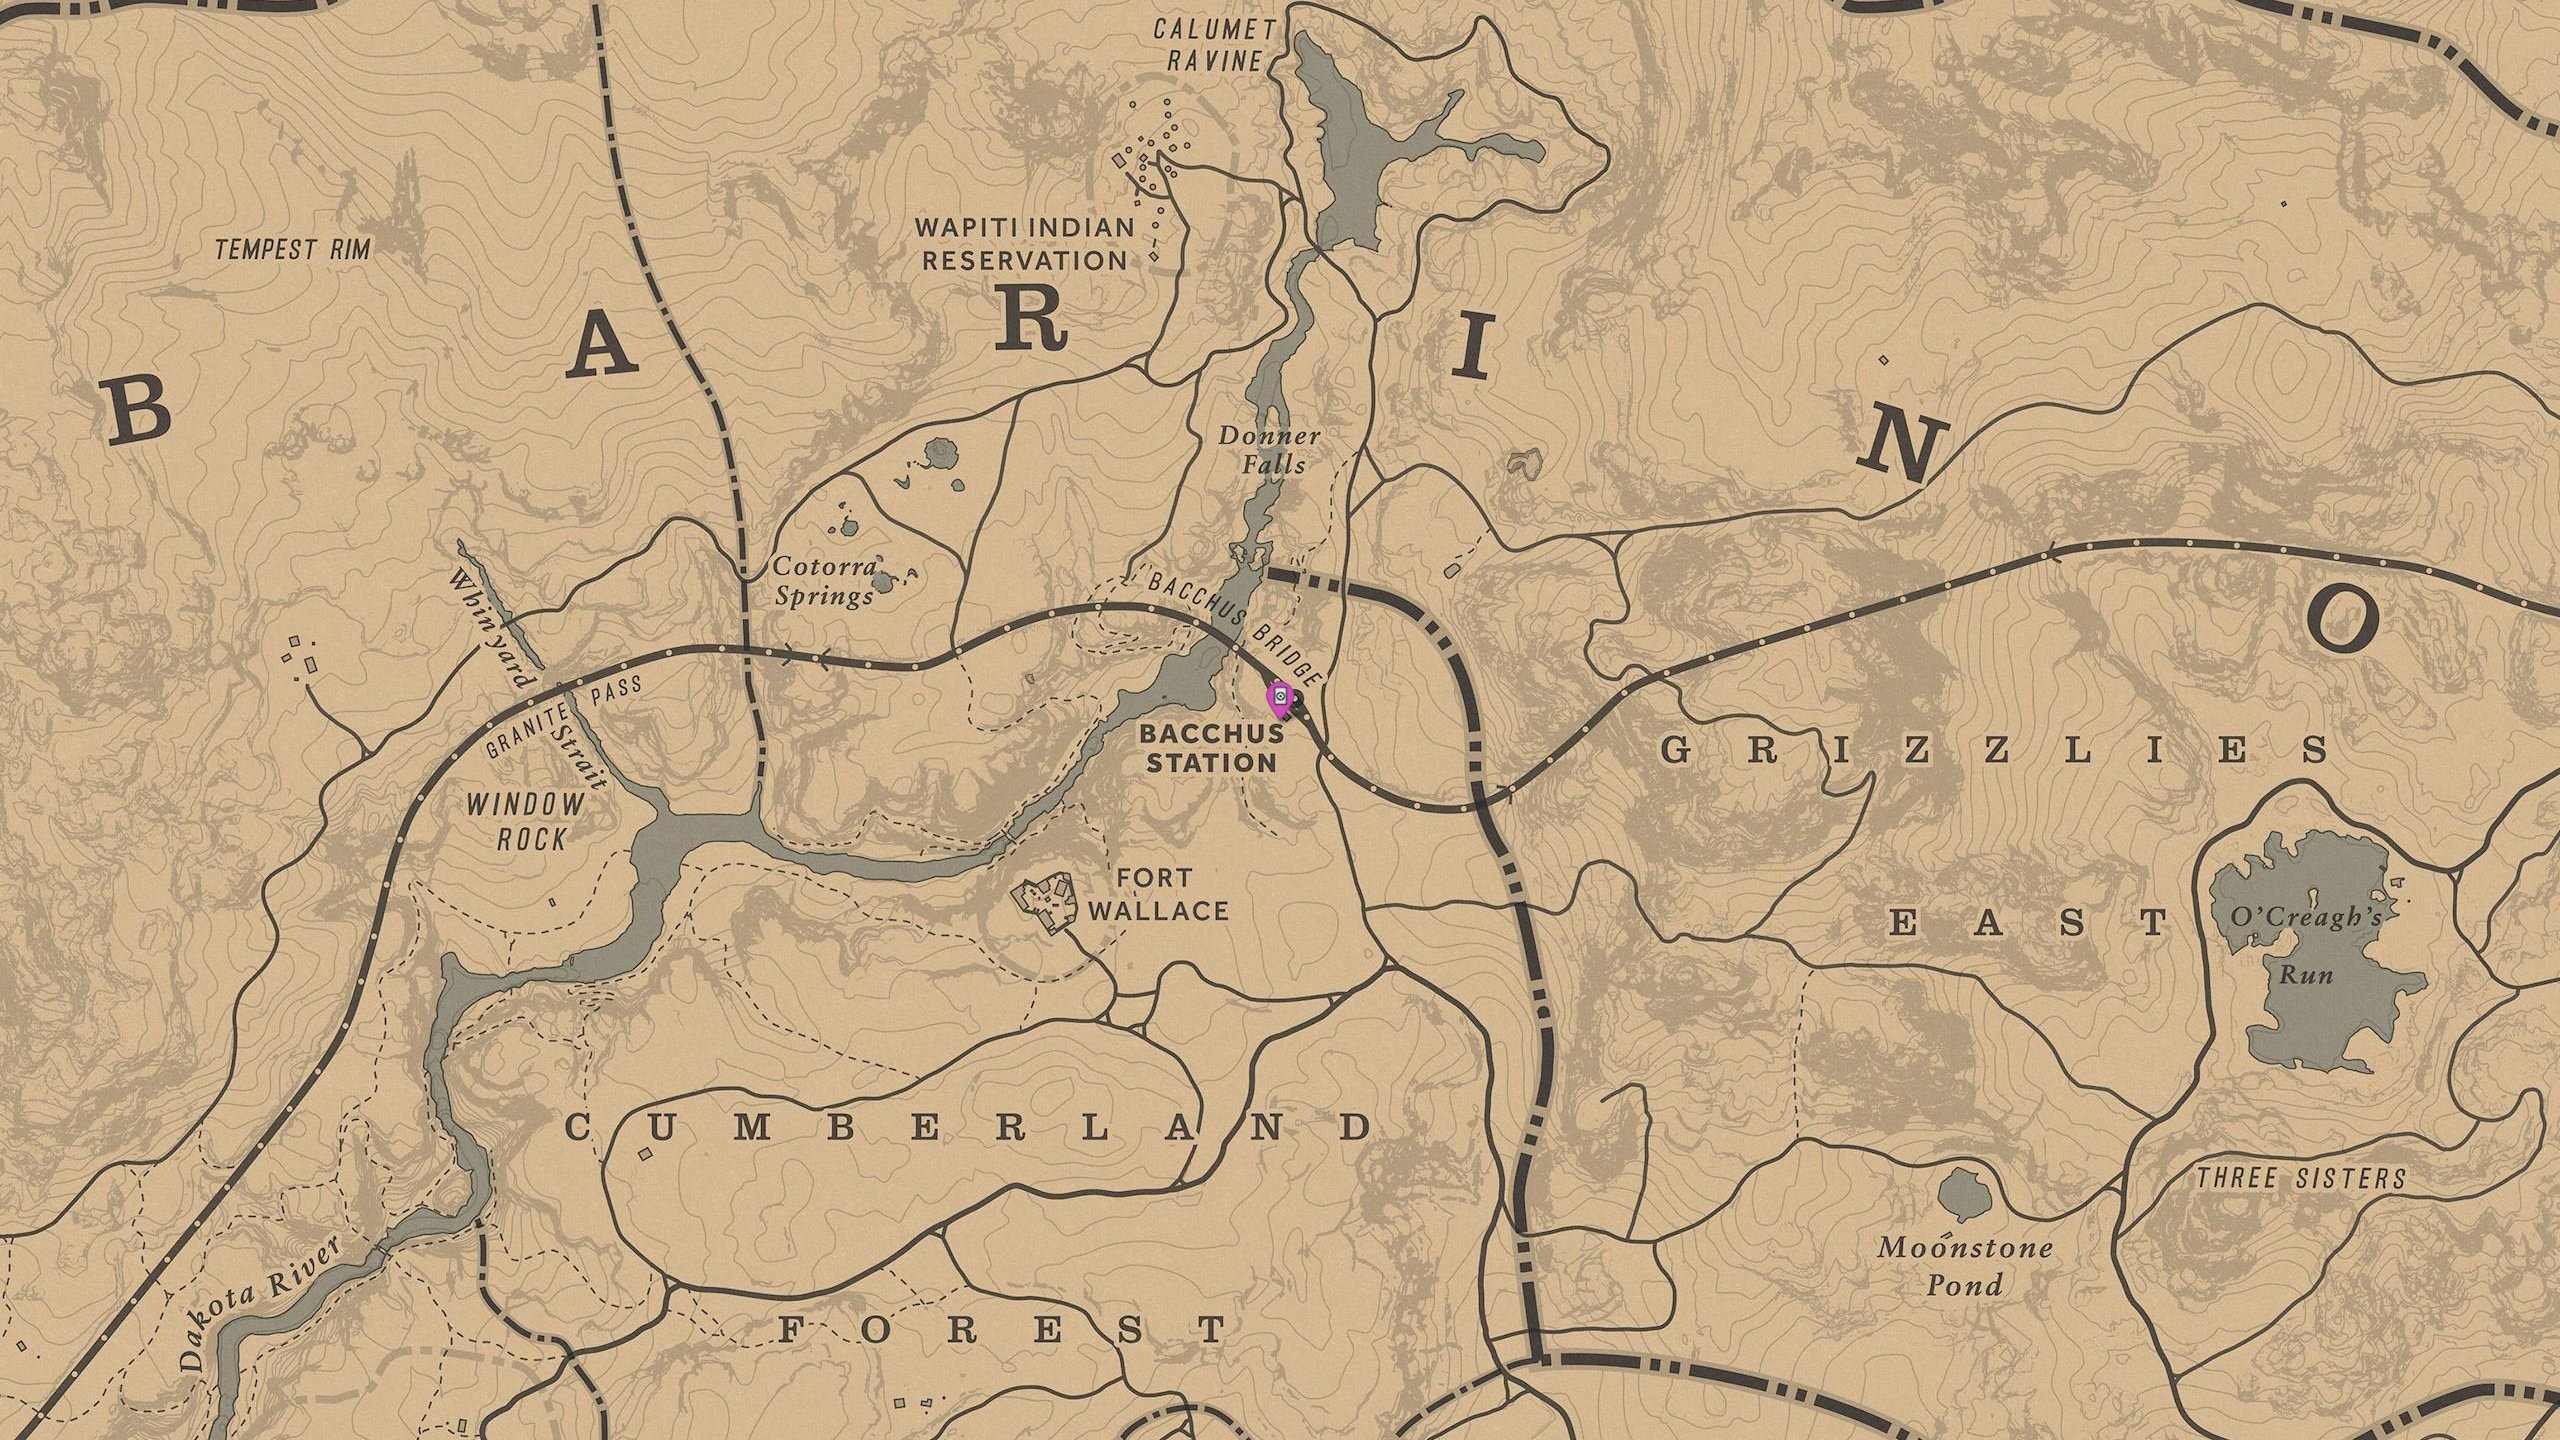 CALUMET
RAVINE
WAPITI INDIAN
RESERVATION
TEMPEST RIM
B A R I N O
Donner
Falls
Cotorra
Springs
Whinyard
Strait
BACCHUS BRIDGE
GRANITE PASS
BACCHUS
STATION
GRIZZLIES
EAST
WINDOW
ROCK
FORT
WALLACE
O'Creagh's
Run
CUMBERLAND
FOREST
THREE SISTERS
Moonstone
Pond
Dakota River